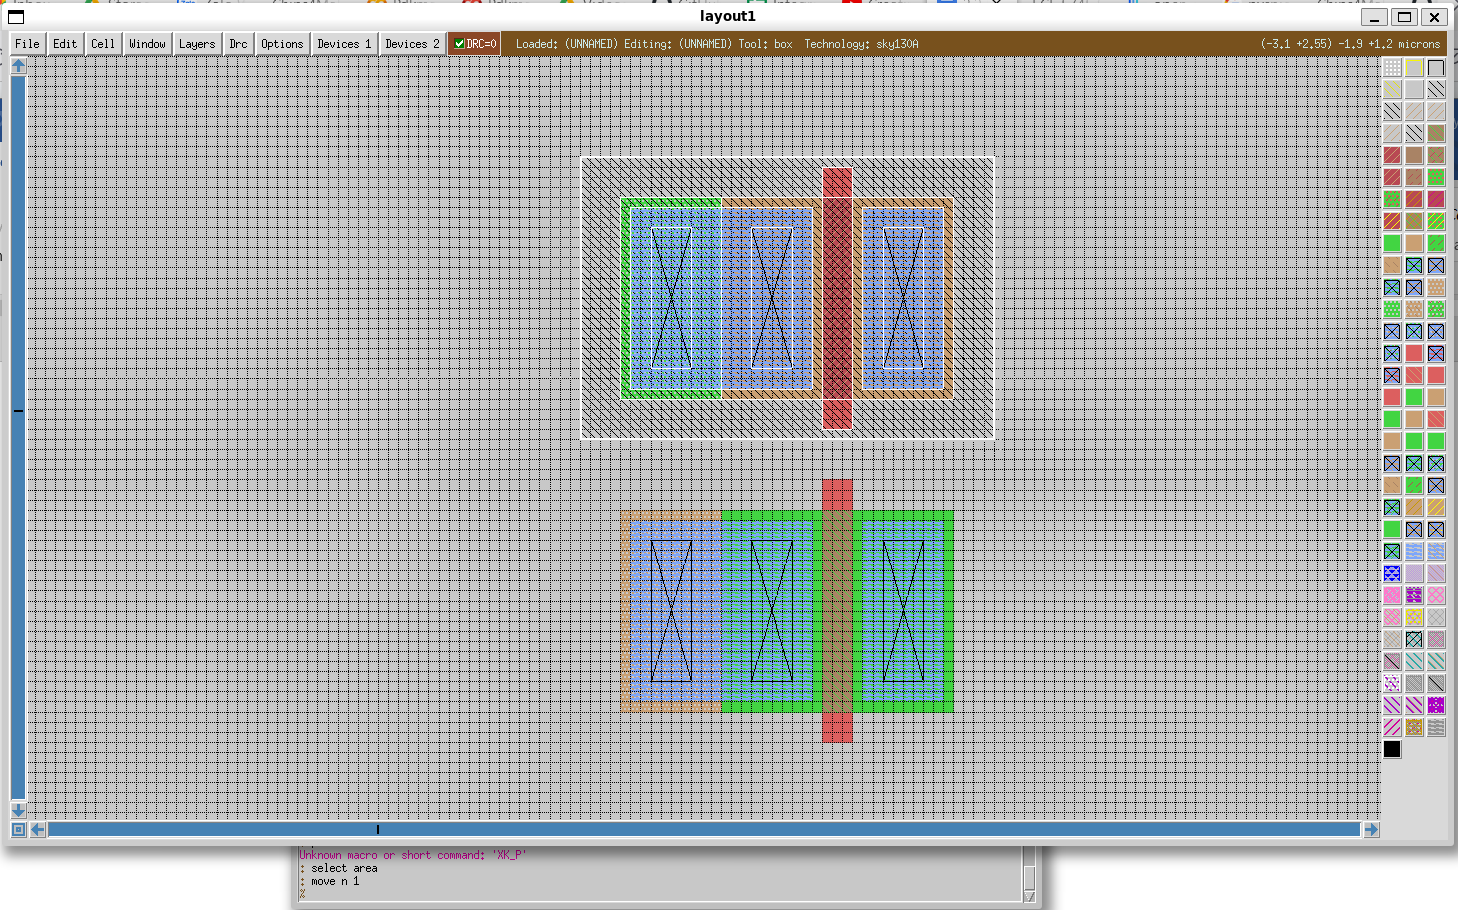 layout1
File Edit Cell Window Layers Drc Options Devices 1 Devices 2 DRC=0 Loaded: (UNNAMED) Editing: (UNNAMED) Tool: box Technology: sky130A (-3.1 +2.55) -1.9 +1.2 microns
Unknown macro or short command: 'XK_P'
: select area
: move n 1
%